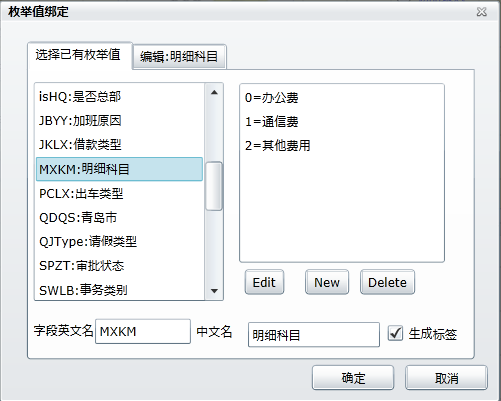 枚举值绑定
选择已有枚举值
编辑:明细科目
isHQ:是否总部
JBYY:加班原因
JKLX:借款类型
MXKM:明细科目
PCLX:出车类型
QDQS:青岛市
QJType:请假类型
SPZT:审批状态
SWLB:事务类别
0=办公费
1=通信费
2=其他费用
Edit
New
Delete
字段英文名
MXKM
中文名
明细科目
生成标签
确定
取消